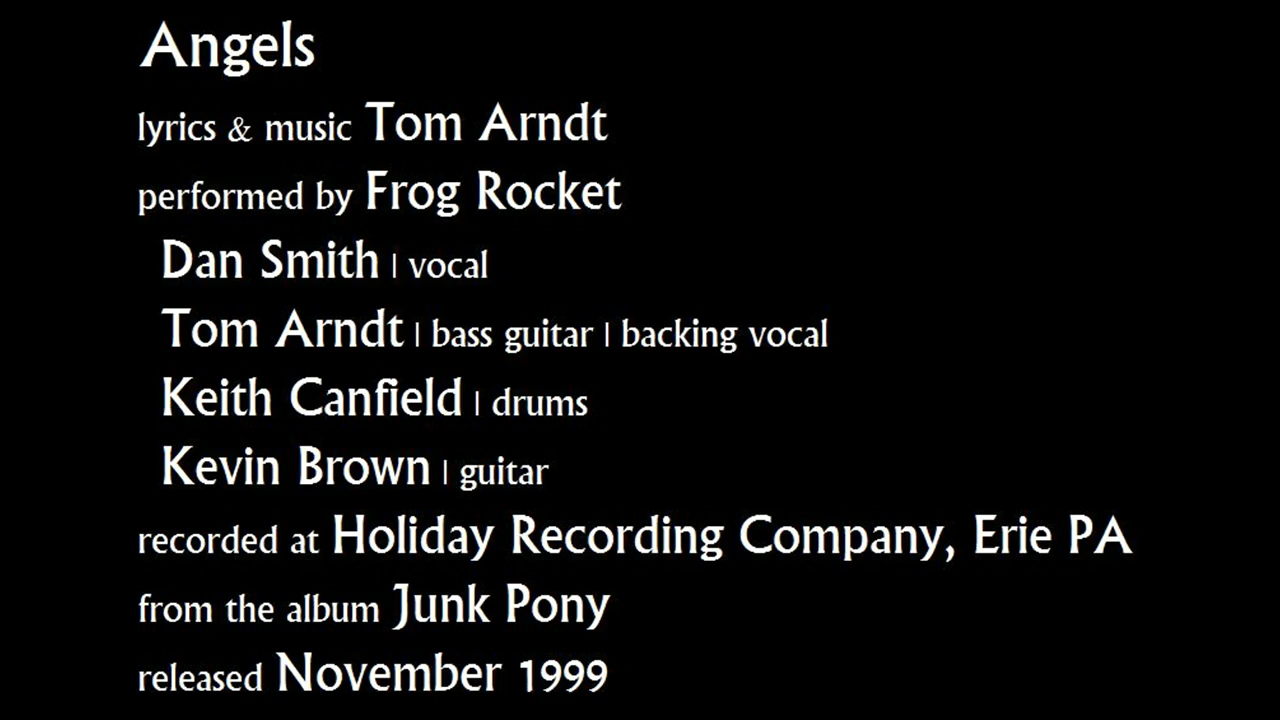 Angels
lyrics & music Tom Arndt
performed by Frog Rocket
Dan Smith | vocal
Tom Arndt | bass guitar | backing vocal
Keith Canfield | drums
Kevin Brown | guitar
recorded at Holiday Recording Company, Erie PA
from the album Junk Pony
released November 1999